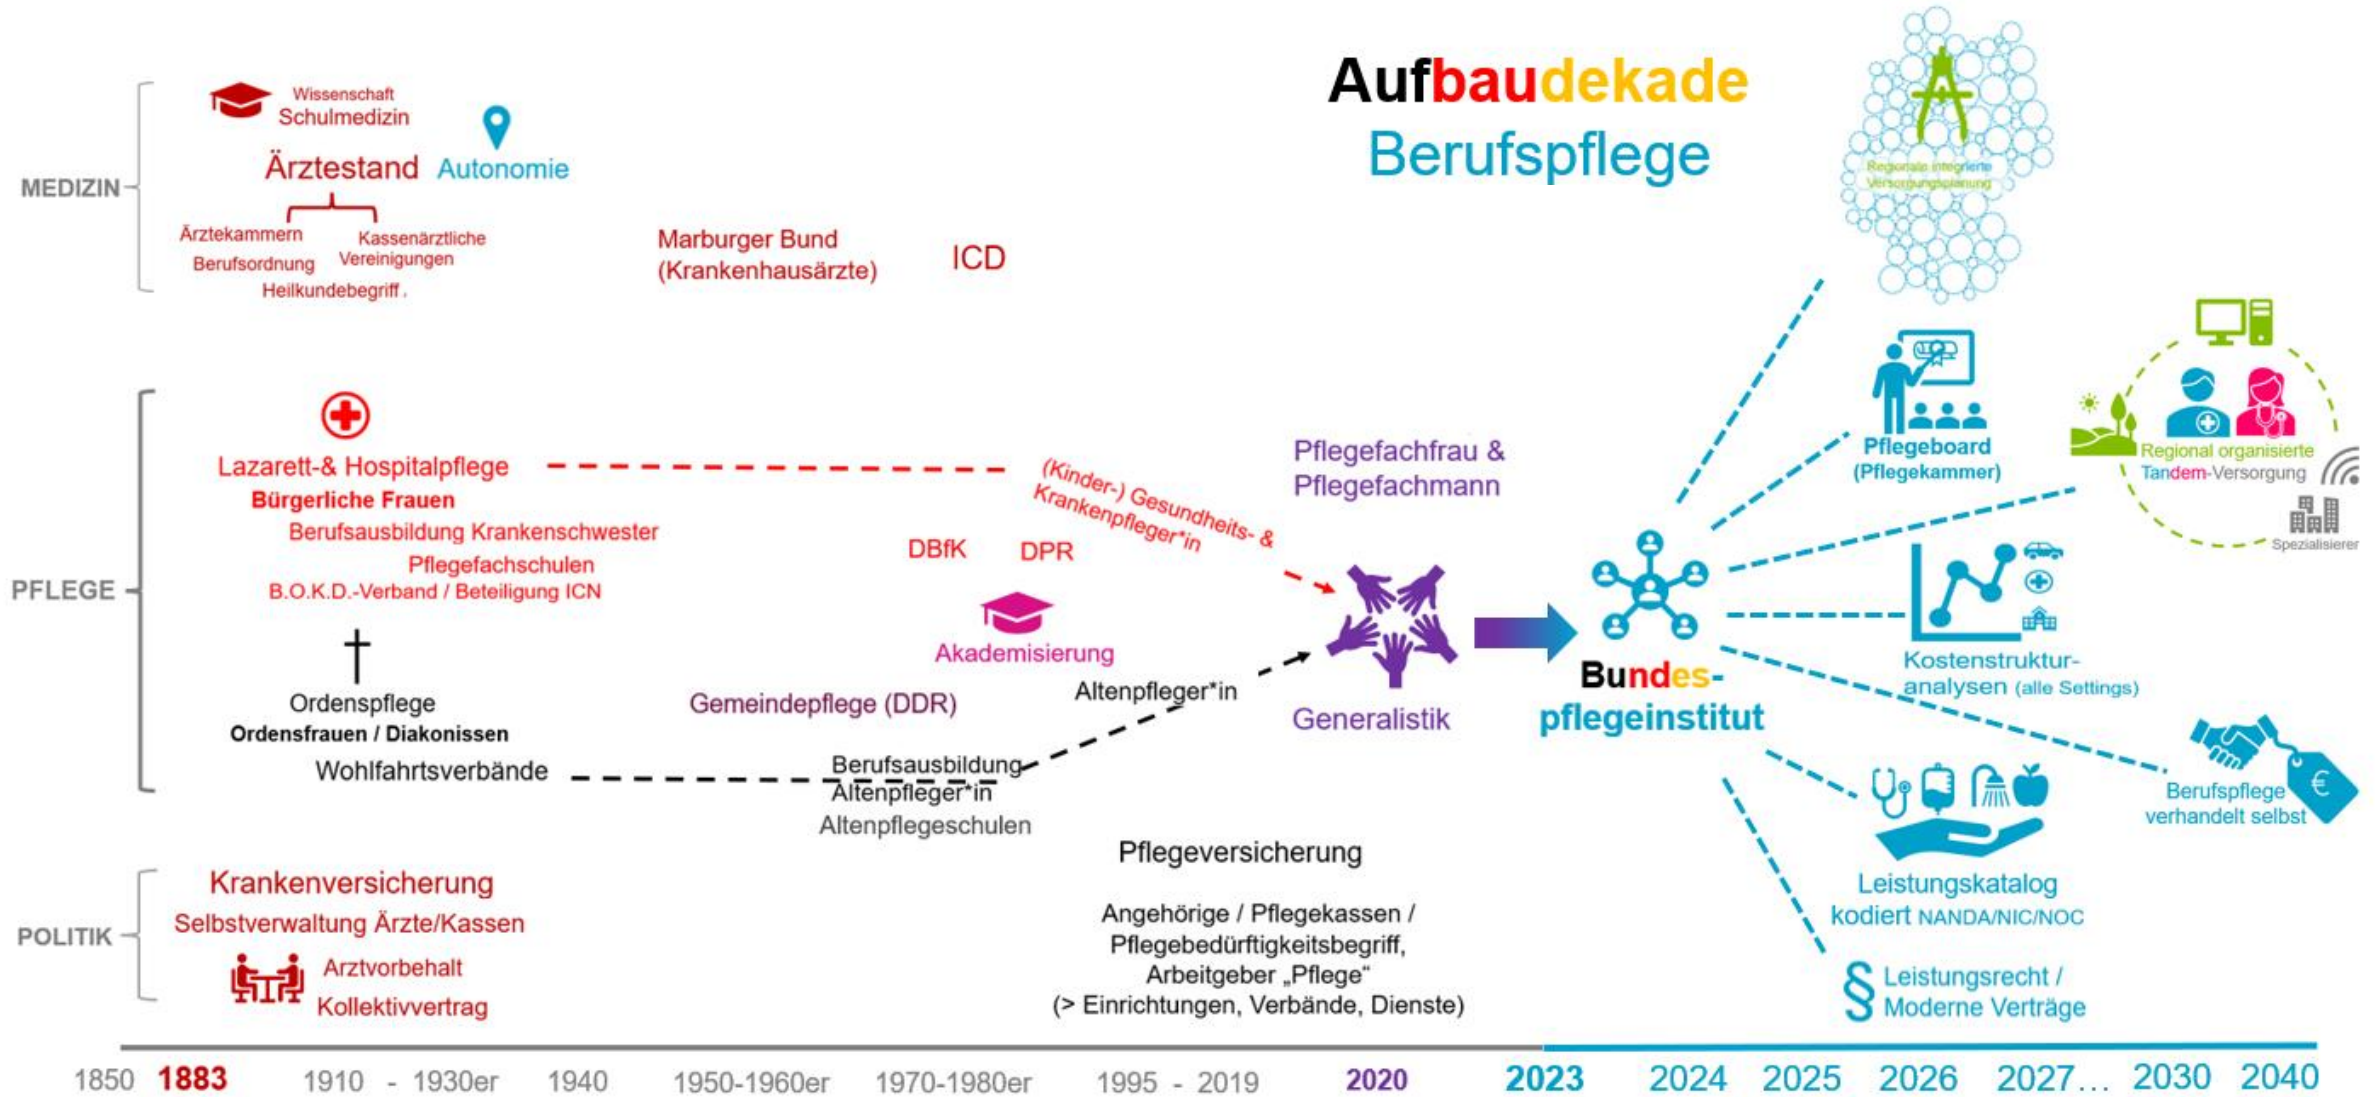 Aufbaudekade
Berufspflege
MEDIZIN
Wissenschaft
Schulmedizin
Ärztestand
Autonomie
Ärztekammern
Berufsordnung
Kassenärztliche
Vereinigungen
Heilkundebegriff .
Marburger Bund
(Krankenhausärzte)
ICD
Regionale integrierte
Versorgungsplanung
PFLEGE
Lazarett-& Hospitalpflege
Bürgerliche Frauen
Berufsausbildung Krankenschwester
Pflegefachschulen
B.O.K.D.-Verband / Beteiligung ICN
Ordenspflege
Ordensfrauen / Diakonissen
Wohlfahrtsverbände
(Kinder-) Gesundheits- &
Krankenpfleger*in
DBfK
DPR
Akademisierung
Gemeindepflege (DDR)
Altenpfleger*in
Berufsausbildung
Altenpfleger*in
Altenpflegeschulen
Pflegefachfrau &
Pflegefachmann
Generalistik
Bundes-
pflegeinstitut
Pflegeboard
(Pflegekammer)
Regional organisierte
Tandem-Versorgung
Spezialisierer
Kostenstruktur-
analysen (alle Settings)
€
Berufspflege
verhandelt selbst
Leistungskatalog
kodiert NANDA/NIC/NOC
§ Leistungsrecht /
Moderne Verträge
POLITIK
Krankenversicherung
Selbstverwaltung Ärzte/Kassen
Arztvorbehalt
Kollektivvertrag
Pflegeversicherung
Angehörige / Pflegekassen /
Pflegebedürftigkeitsbegriff,
Arbeitgeber „Pflege“
(> Einrichtungen, Verbände, Dienste)
1850 1883 1910 - 1930er 1940 1950-1960er 1970-1980er 1995 - 2019 2020 2023 2024 2025 2026 2027... 2030 2040